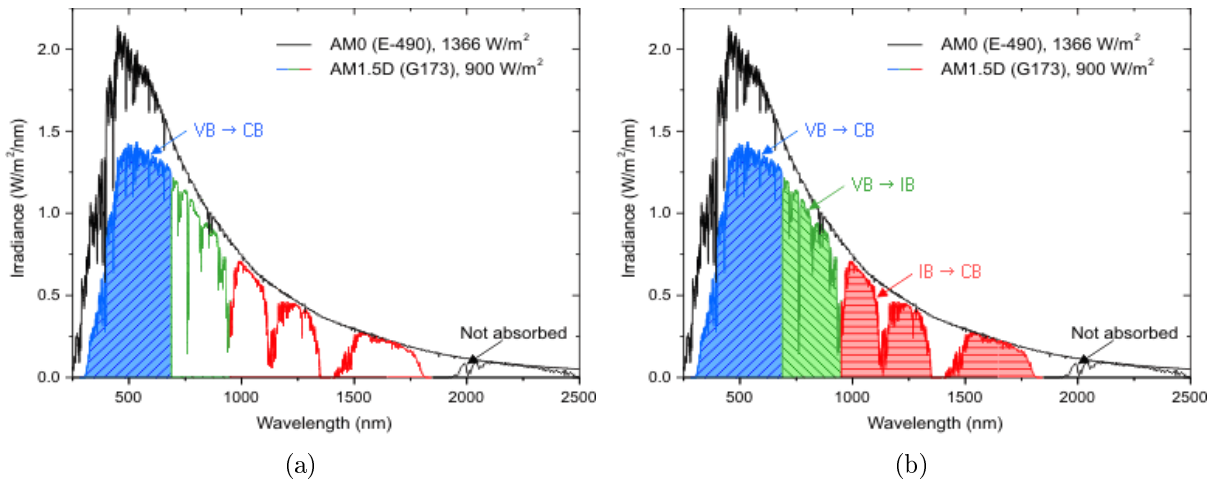 2.0
1.5
1.0
0.5
0.0
Irradiance (W/m²/nm)
AM0 (E-490), 1366 W/m²
AM1.5D (G173), 900 W/m²
VB → CB
Not absorbed
500 1000 1500 2000 2500
Wavelength (nm)
(a)
2.0
1.5
1.0
0.5
0.0
Irradiance (W/m²/nm)
AM0 (E-490), 1366 W/m²
AM1.5D (G173), 900 W/m²
VB → CB
VB → IB
IB → CB
Not absorbed
500 1000 1500 2000 2500
Wavelength (nm)
(b)